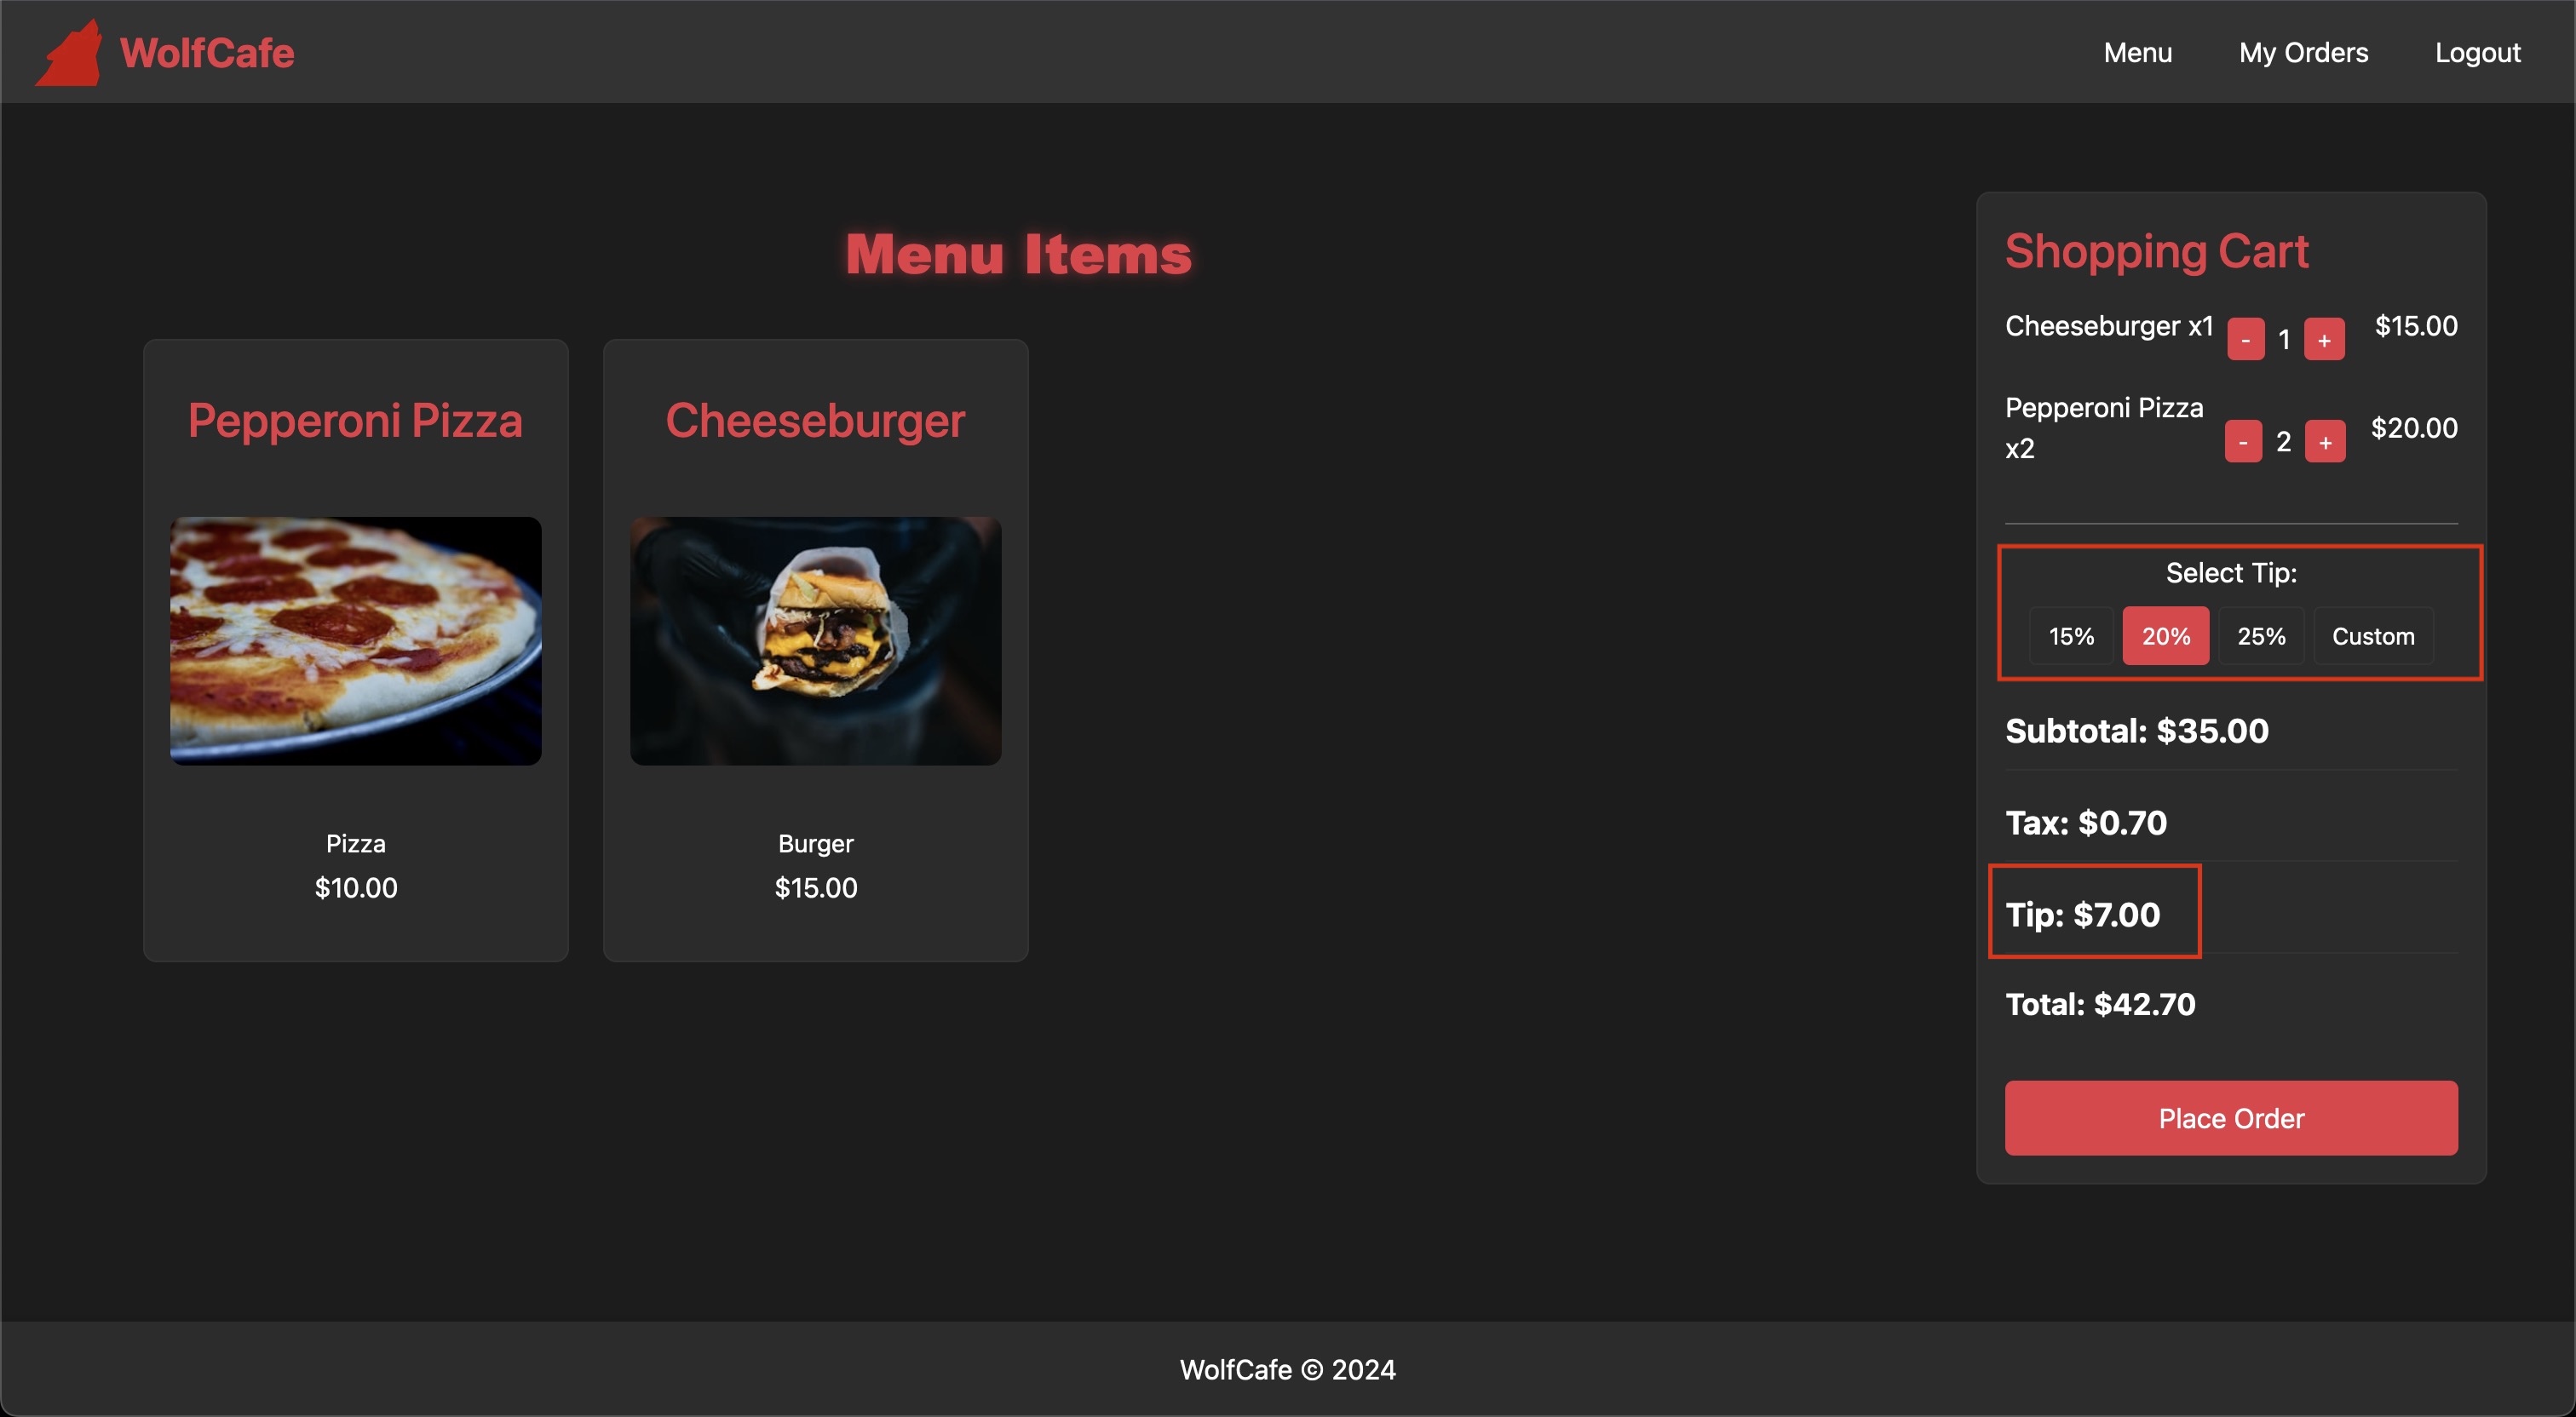 WolfCafe
Menu
My Orders
Logout
Menu Items
Pepperoni Pizza
Pizza
$10.00
Cheeseburger
Burger
$15.00
Shopping Cart
Cheeseburger x1 - 1 + $15.00
Pepperoni Pizza
x2 - 2 + $20.00
Select Tip:
15% 20% 25% Custom
Subtotal: $35.00
Tax: $0.70
Tip: $7.00
Total: $42.70
Place Order
WolfCafe © 2024